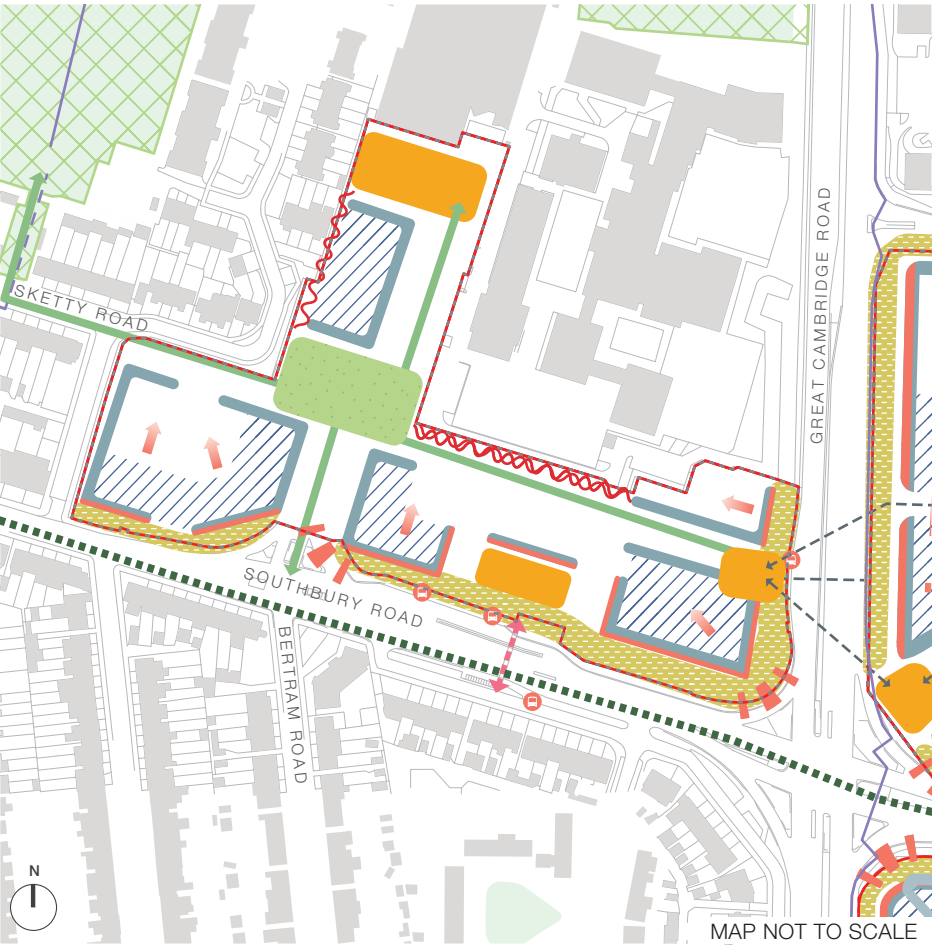 SKETTY ROAD
GREAT CAMBRIDGE ROAD
SOUTHBURY ROAD
BERTRAM ROAD
N
MAP NOT TO SCALE